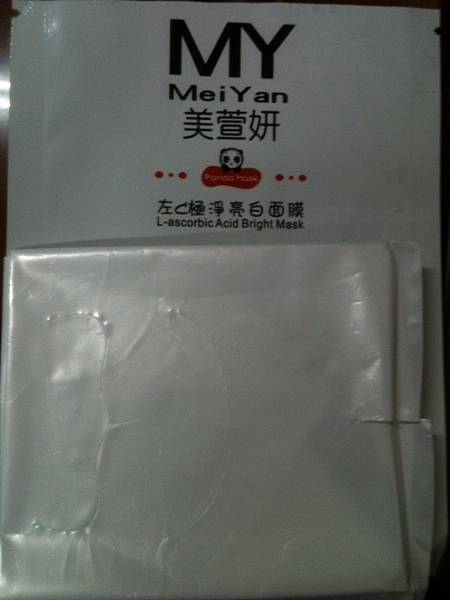 MY
MeiYan
美萱妍
Panda Mask
左C極淨亮白面膜
L-ascorbic Acid Bright Mask